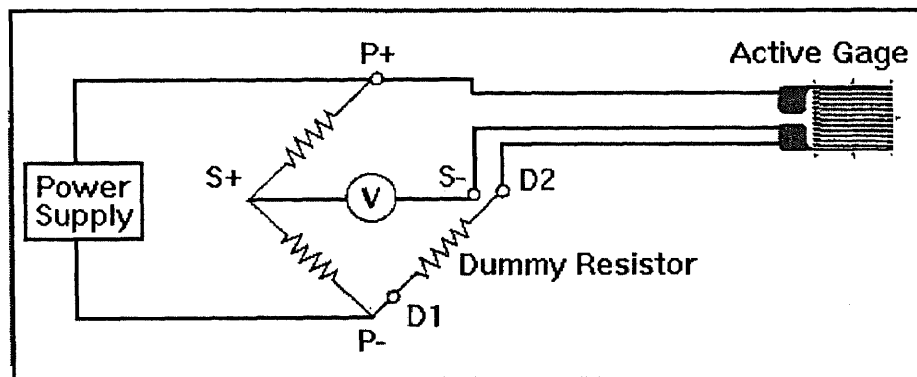 P+
Active Gage
S+
S-
D2
Power
Supply
V
Dummy Resistor
D1
P-